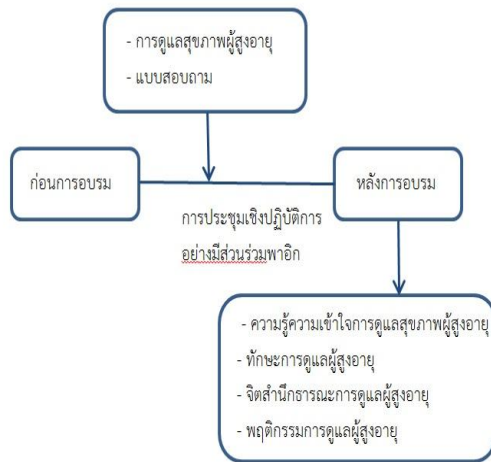 - การดูแลสุขภาพผู้สูงอายุ
- แบบสอบถาม
ก่อนการอบรม
หลังการอบรม
การประชุมเชิงปฏิบัติการ
อย่างมีส่วนร่วมพาอิก
- ความรู้ความเข้าใจการดูแลสุขภาพผู้สูงอายุ
- ทักษะการดูแลผู้สูงอายุ
- จิตสำนึกธารณะการดูแลผู้สูงอายุ
- พฤติกรรมการดูแลผู้สูงอายุ